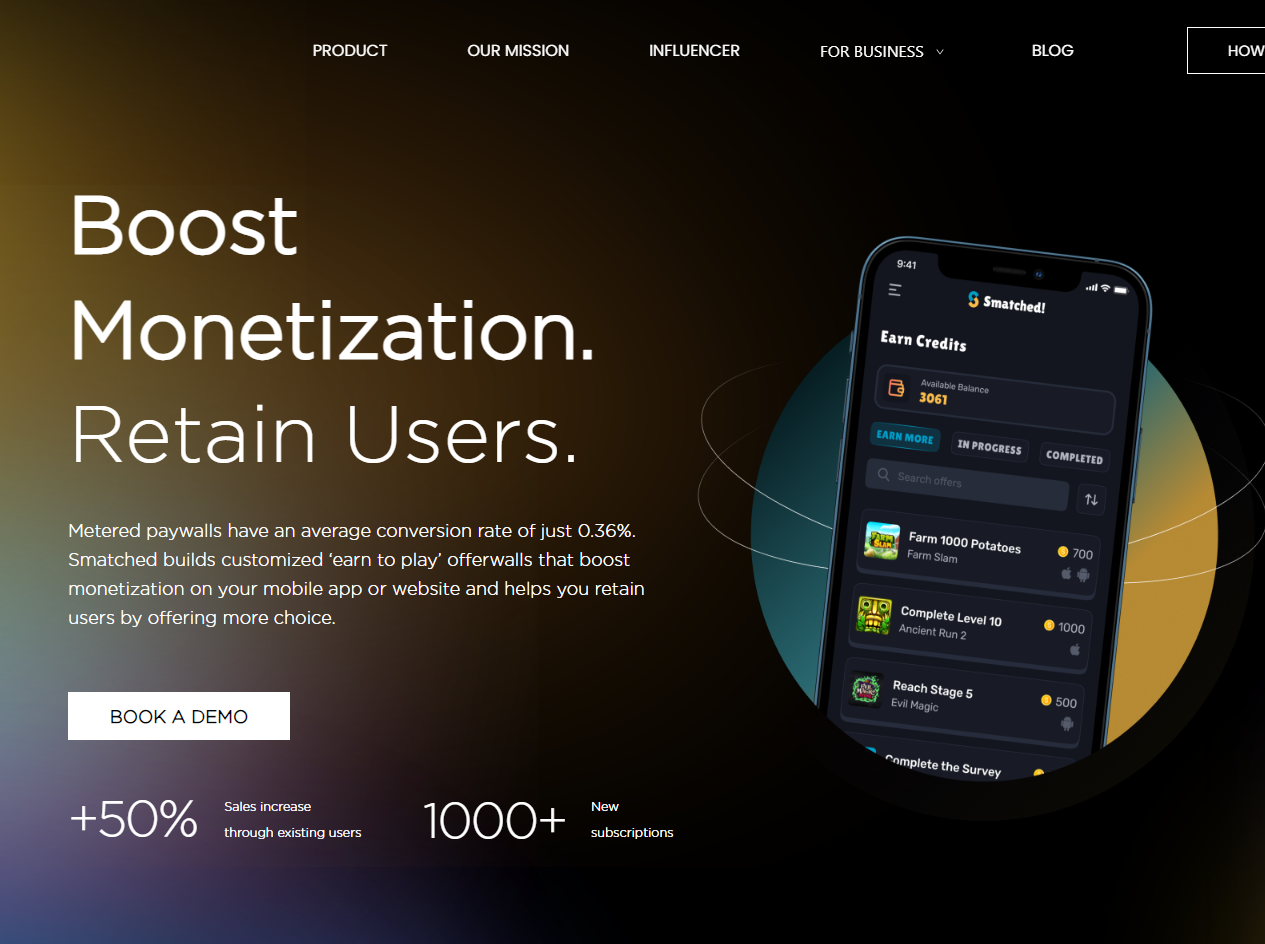 PRODUCT
OUR MISSION
INFLUENCER
FOR BUSINESS
BLOG
HOW
Boost
Monetization.
Retain Users.
Metered paywalls have an average conversion rate of just 0.36%.
Smatched builds customized ‘earn to play’ offerwalls that boost
monetization on your mobile app or website and helps you retain
users by offering more choice.
BOOK A DEMO
+50%
Sales increase
through existing users
1000+
New
subscriptions
9:41
Smatched!
Earn Credits
Available Balance
3061
EARN MORE
IN PROGRESS
COMPLETED
Search offers
Farm 1000 Potatoes
Farm Slam
700
Complete Level 10
Ancient Run 2
1000
Reach Stage 5
Evil Magic
500
Complete the Survey